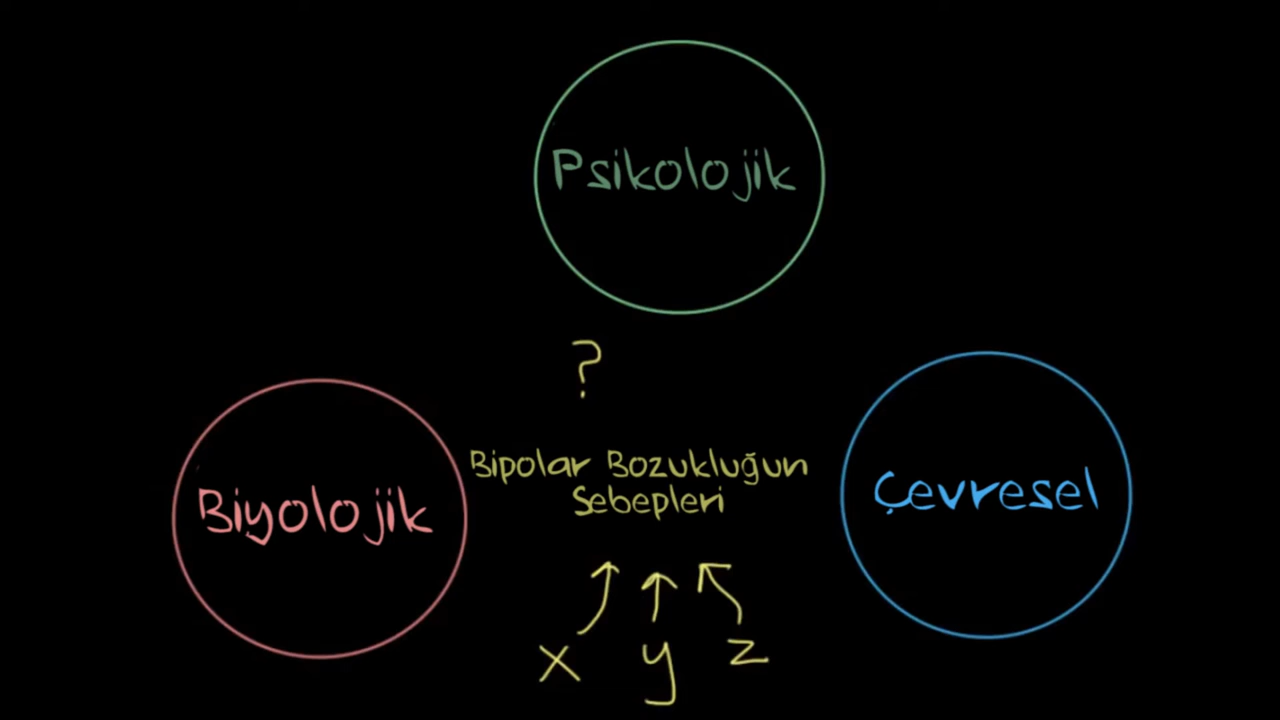 Psikolojik
?
Bipolar Bozukluğun
Sebepleri
Biyolojik
Çevresel
x y z